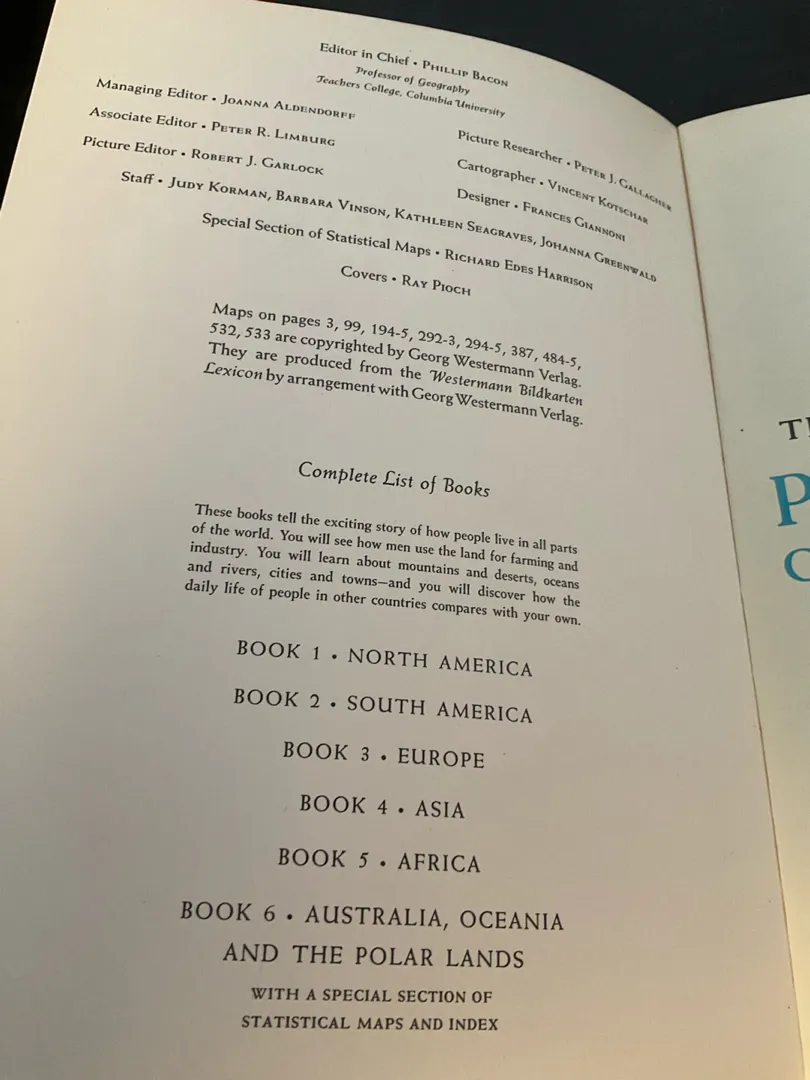 Editor in Chief • PHILLIP BACON
Professor of Geography
Teachers College, Columbia University
Managing Editor • JOANNA ALDENDORFF
Associate Editor • PETER R. LIMBURG
Picture Editor • ROBERT J. GARLOCK
Picture Researcher • PETER J. GALLAGHER
Cartographer • VINCENT KOTSCHAR
Designer • FRANCES GIANNONI
Staff • JUDY KORMAN, BARBARA VINSON, KATHLEEN SEAGRAVES, JOHANNA GREENWALD
Special Section of Statistical Maps • RICHARD EDES HARRISON
Covers • RAY PIOCH
Maps on pages 3, 99, 194-5, 292-3, 294-5, 387, 484-5,
532, 533 are copyrighted by Georg Westermann Verlag.
They are produced from the Westermann Bildkarten
Lexicon by arrangement with Georg Westermann Verlag.
Complete List of Books
These books tell the exciting story of how people live in all parts
of the world. You will see how men use the land for farming and
industry. You will learn about mountains and deserts, oceans
and rivers, cities and towns—and you will discover how the
daily life of people in other countries compares with your own.
BOOK 1 • NORTH AMERICA
BOOK 2 • SOUTH AMERICA
BOOK 3 • EUROPE
BOOK 4 • ASIA
BOOK 5 • AFRICA
BOOK 6 • AUSTRALIA, OCEANIA
AND THE POLAR LANDS
WITH A SPECIAL SECTION OF
STATISTICAL MAPS AND INDEX